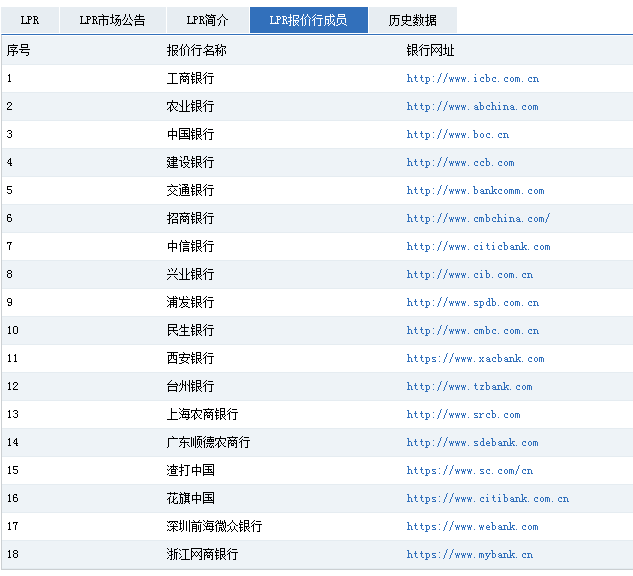 LPR LPR市场公告 LPR简介 LPR报价行成员 历史数据
序号 报价行名称 银行网址
1 工商银行 http://www.icbc.com.cn
2 农业银行 http://www.abchina.com
3 中国银行 http://www.boc.cn
4 建设银行 http://www.ccb.com
5 交通银行 http://www.bankcomm.com
6 招商银行 http://www.cmbchina.com/
7 中信银行 http://www.citicbank.com
8 兴业银行 http://www.cib.com.cn
9 浦发银行 http://www.spdb.com.cn
10 民生银行 http://www.cmbc.com.cn
11 西安银行 https://www.xacbank.com
12 台州银行 http://www.tzbank.com
13 上海农商银行 http://www.srcb.com
14 广东顺德农商行 http://www.sdebank.com
15 渣打中国 https://www.sc.com/cn
16 花旗中国 https://www.citibank.com.cn
17 深圳前海微众银行 https://www.webank.com
18 浙江网商银行 https://www.mybank.cn